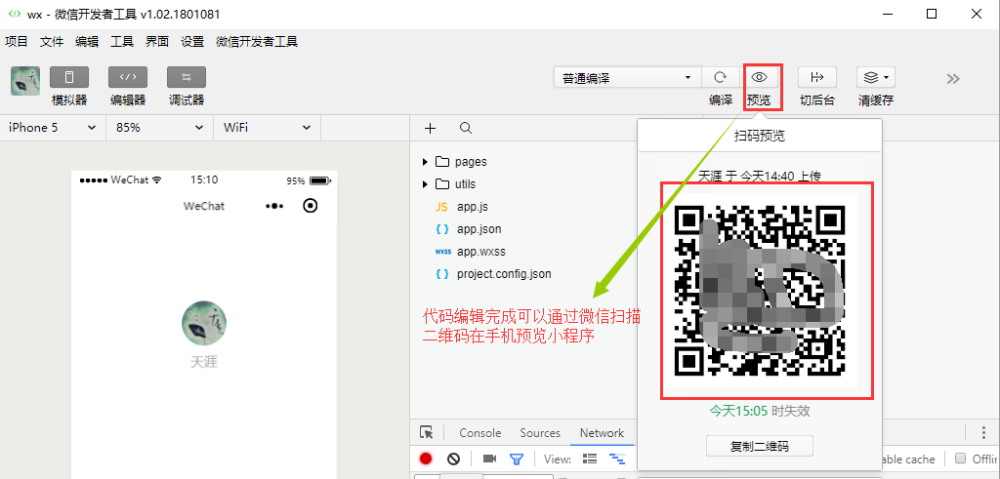 wx - 微信开发者工具 v1.02.1801081
项目 文件 编辑 工具 界面 设置 微信开发者工具
模拟器 编辑器 调试器
普通编译
编译 预览 切后台 清缓存
iPhone 5 85% WiFi
扫码预览
天涯 于 今天14:40 上传
pages
utils
JS app.js
{ } app.json
wxss app.wxss
{ } project.config.json
WeChat 15:10 95%
WeChat
天涯
代码编辑完成可以通过微信扫描
二维码在手机预览小程序
今天15:05 时失效
复制二维码
Console Sources Network
View:
able cache Offlin